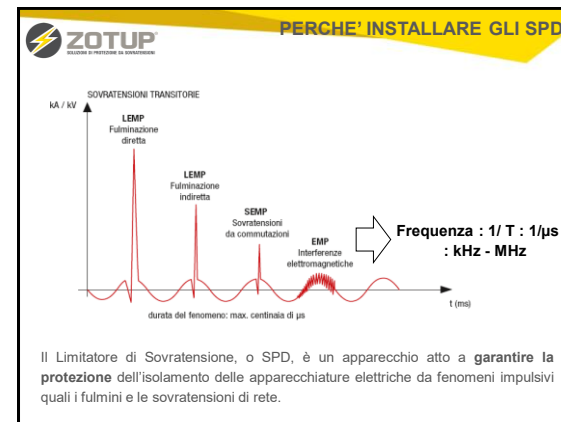 ZOTUP
SOLUZIONI DI PROTEZIONE DA SOVRATENSIONI
PERCHE' INSTALLARE GLI SPD
SOVRATENSIONI TRANSITORIE
kA / kV
LEMP
Fulminazione
diretta
LEMP
Fulminazione
indiretta
SEMP
Sovratensioni
da commutazioni
EMP
Interferenze
elettromagnetiche
Frequenza : 1/ T : 1/µs
: kHz - MHz
t (ms)
durata del fenomeno: max. centinaia di µs
Il Limitatore di Sovratensione, o SPD, è un apparecchio atto a garantire la
protezione dell'isolamento delle apparecchiature elettriche da fenomeni impulsivi
quali i fulmini e le sovratensioni di rete.